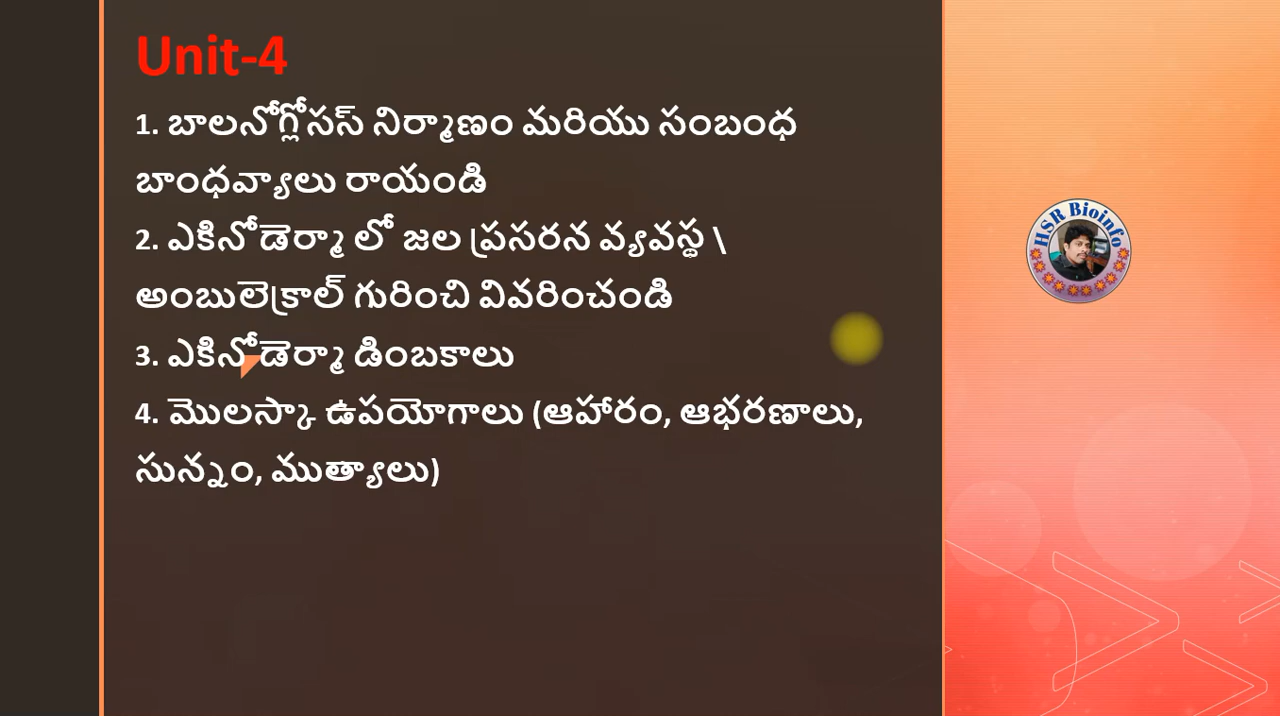 Unit-4
1. బాలనోగ్లోసస్ నిర్మాణం మరియు సంబంధ
బాంధవ్యాలు రాయండి
2. ఎకినోడెర్మా లో జల ప్రసరన వ్యవస్థ \
అంబులెక్రాల్ గురించి వివరించండి
3. ఎకినోడెర్మా డింబకాలు
4. మొలస్కా ఉపయోగాలు (ఆహారం, ఆభరణాలు,
సున్నం, ముత్యాలు)
HSR Bioinfo